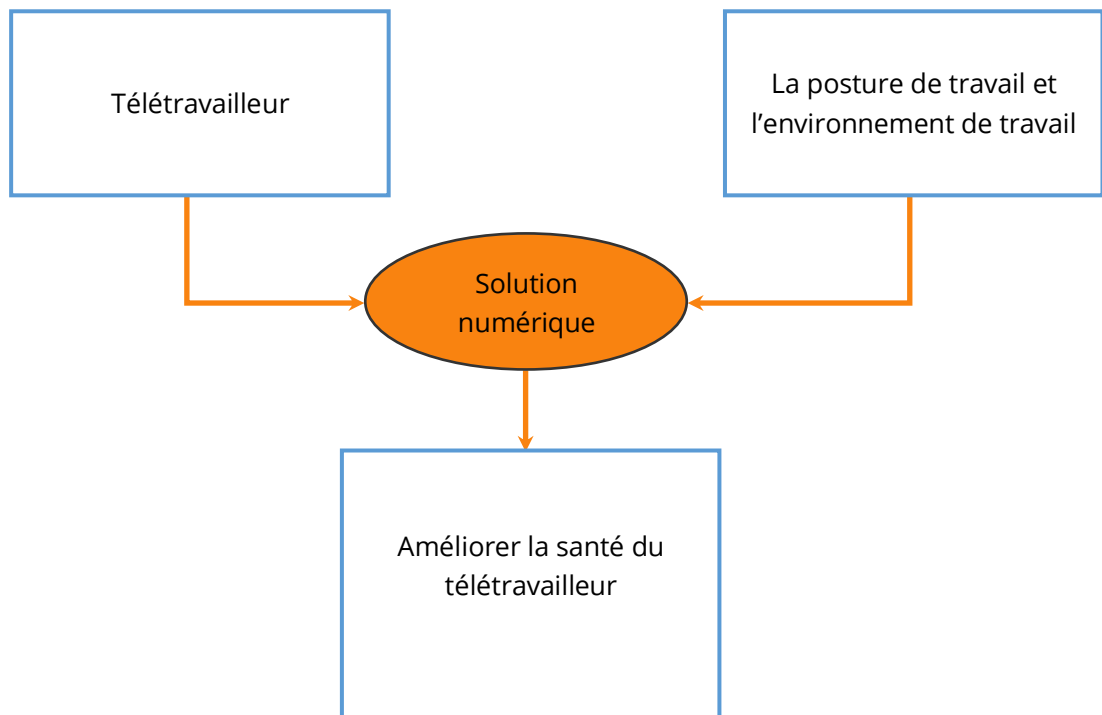 Télétravailleur
La posture de travail et
l’environnement de travail
Solution
numérique
Améliorer la santé du
télétravailleur